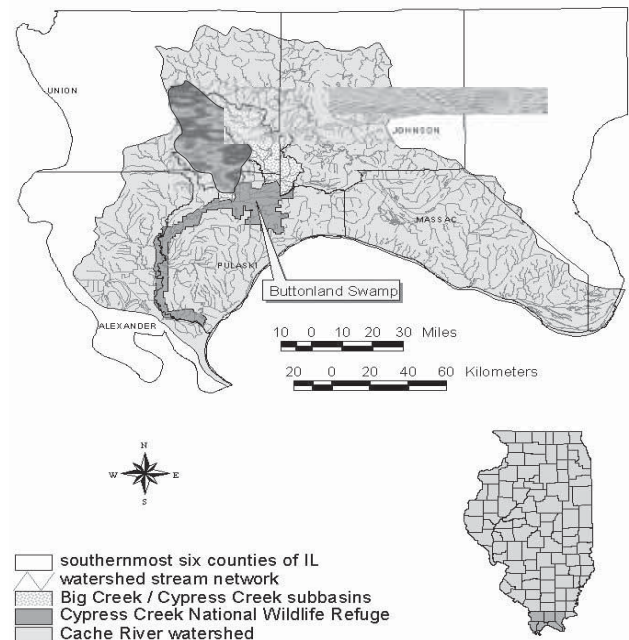 UNION
JOHNSON
MASSAC
PULASKI
Buttonland Swamp
ALEXANDER
10 0 10 20 30 Miles
20 0 20 40 60 Kilometers
N
W E
S
southernmost six counties of IL
watershed stream network
Big Creek / Cypress Creek subbasins
Cypress Creek National Wildlife Refuge
Cache River watershed